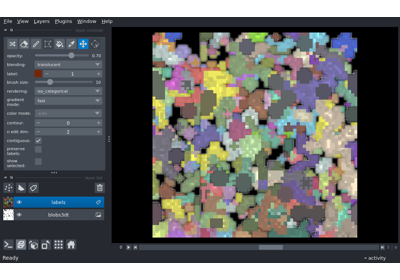 File View Layers Plugins Window Help
opacity: 0.70
blending: translucent
label: 1
brush size: 10
rendering: iso_categorical
gradient mode: fast
color mode:
contour: 0
n edit dim: 2
contiguous:
preserve labels:
show selected:
labels
blobs3dt
0
Ready
activity